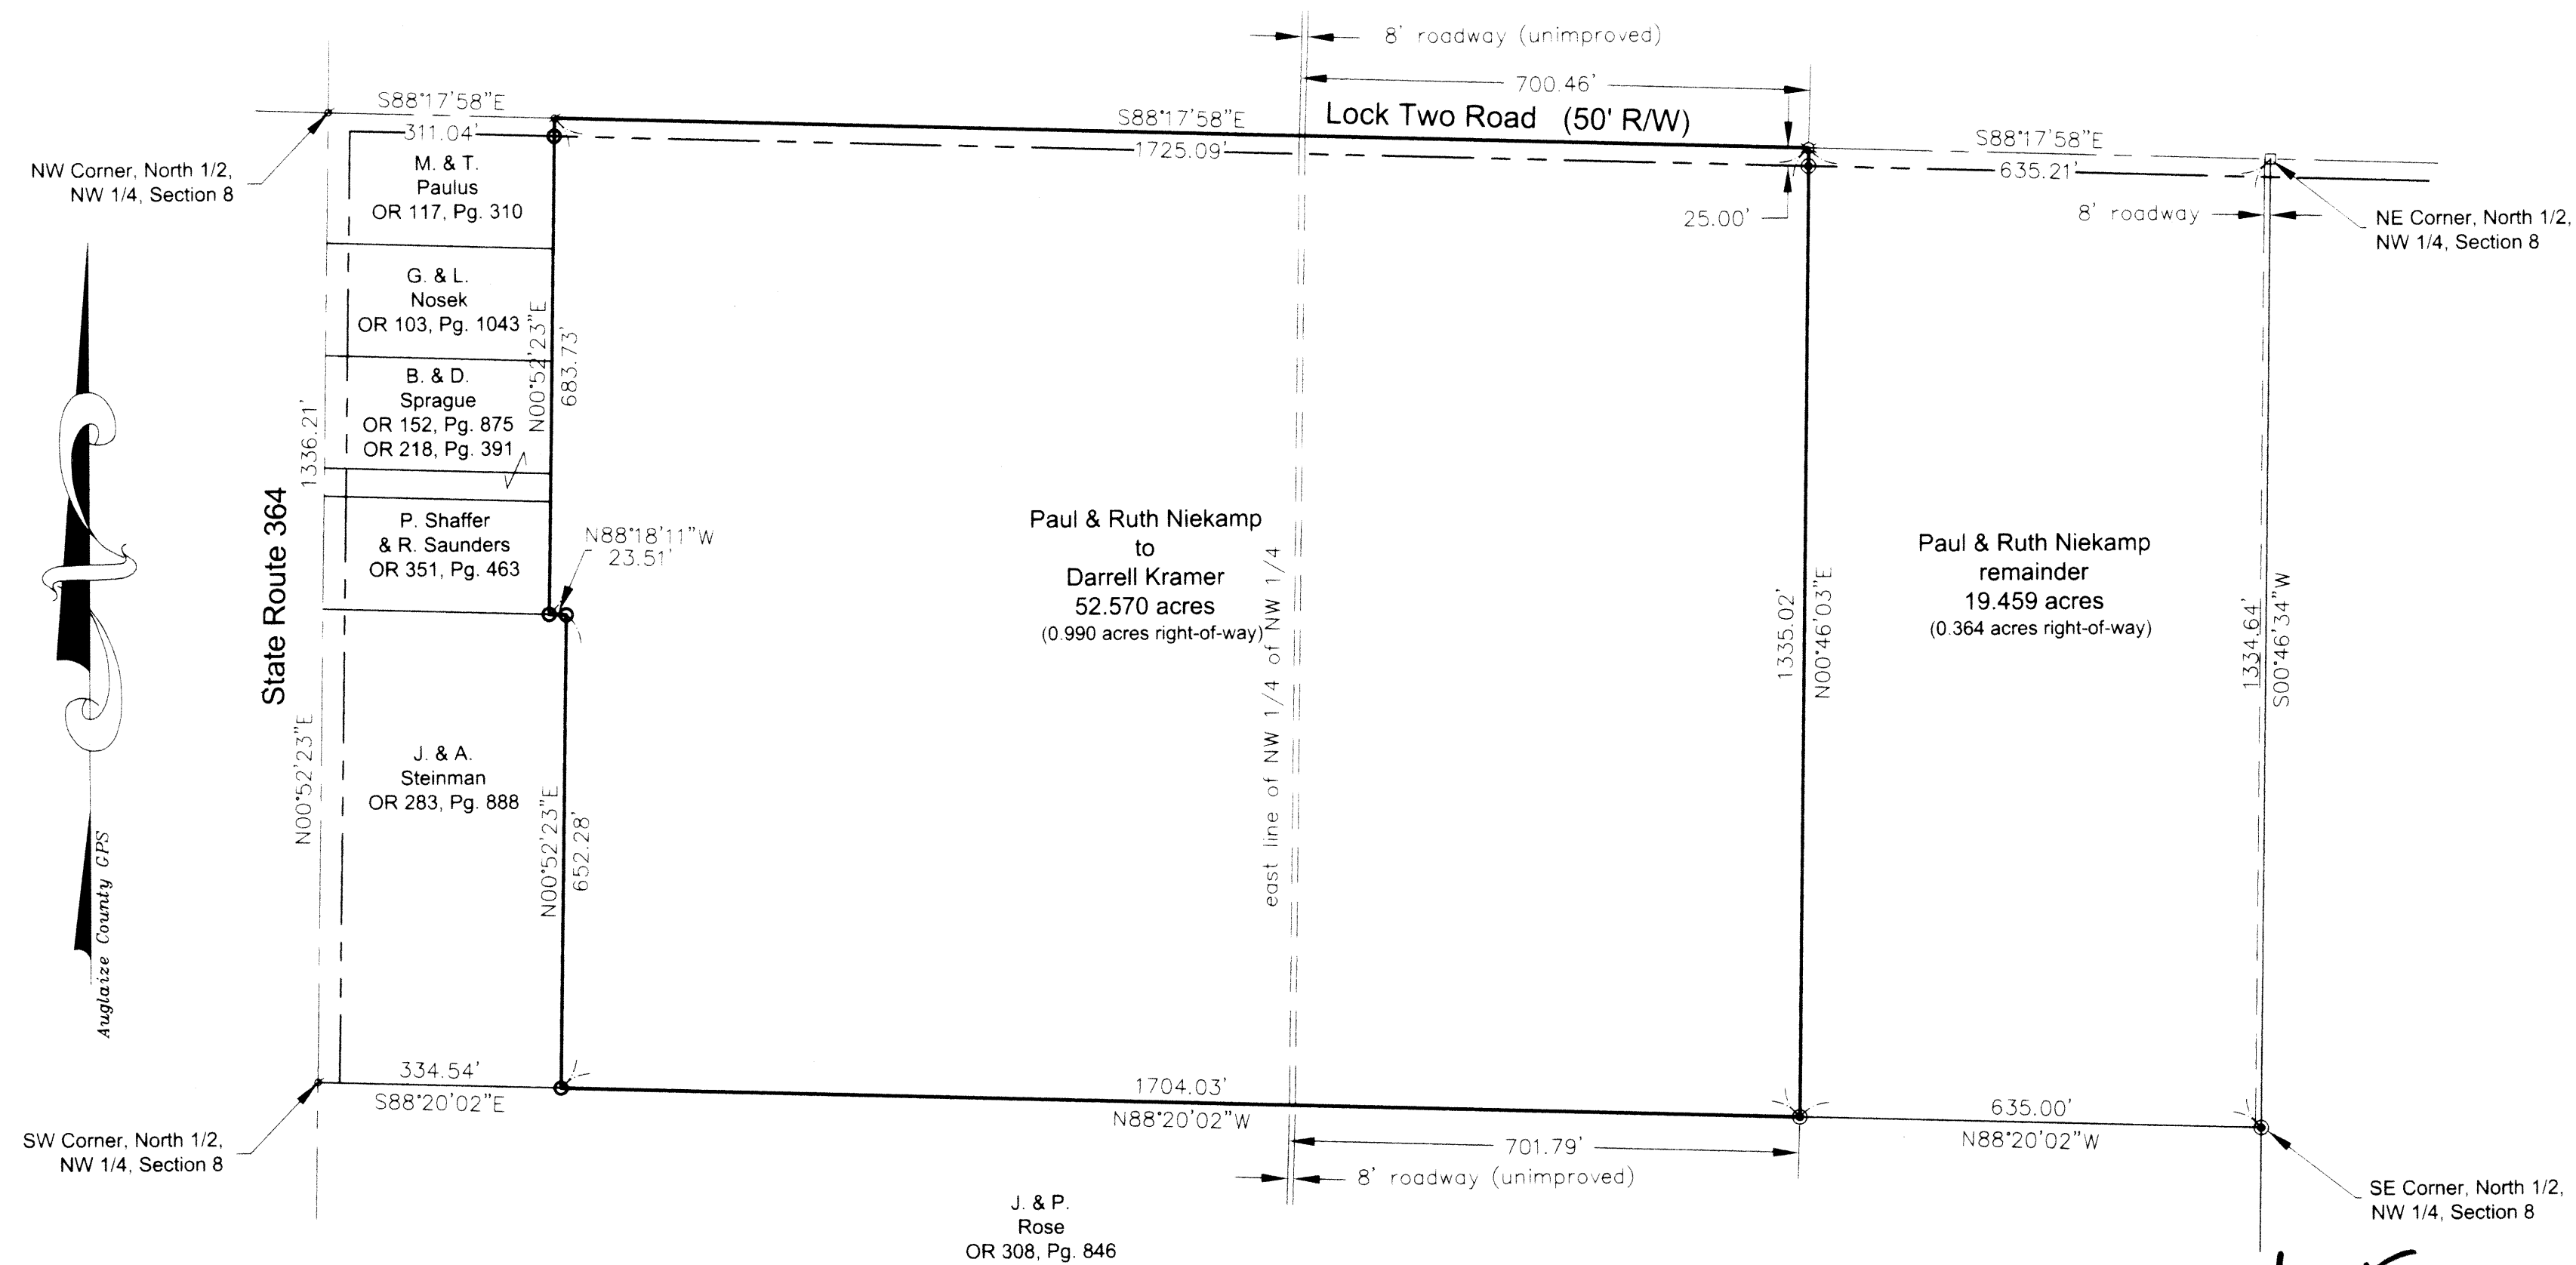 8' roadway (unimproved)
700.46'
S88°17'58"E
311.04'
S88°17'58"E
1725.09'
Lock Two Road (50' R/W)
S88°17'58"E
635.21'
25.00'
8' roadway
NW Corner, North 1/2,
NW 1/4, Section 8
NE Corner, North 1/2,
NW 1/4, Section 8
M. & T.
Paulus
OR 117, Pg. 310
G. & L.
Nosek
OR 103, Pg. 1043
B. & D.
Sprague
OR 152, Pg. 875
OR 218, Pg. 391
P. Shaffer
& R. Saunders
OR 351, Pg. 463
N00°52'23"E
683.73'
N88°18'11"W
23.51'
1336.21'
State Route 364
N00°52'23"E
J. & A.
Steinman
OR 283, Pg. 888
N00°52'23"E
652.28'
Paul & Ruth Niekamp
to
Darrell Kramer
52.570 acres
(0.990 acres right-of-way)
east line of NW 1/4 of NW 1/4
1335.02'
N00°46'03"E
Paul & Ruth Niekamp
remainder
19.459 acres
(0.364 acres right-of-way)
1334.64'
S00°46'34"W
Auglaize County GPS
334.54'
S88°20'02"E
1704.03'
N88°20'02"W
635.00'
N88°20'02"W
701.79'
8' roadway (unimproved)
SW Corner, North 1/2,
NW 1/4, Section 8
SE Corner, North 1/2,
NW 1/4, Section 8
J. & P.
Rose
OR 308, Pg. 846